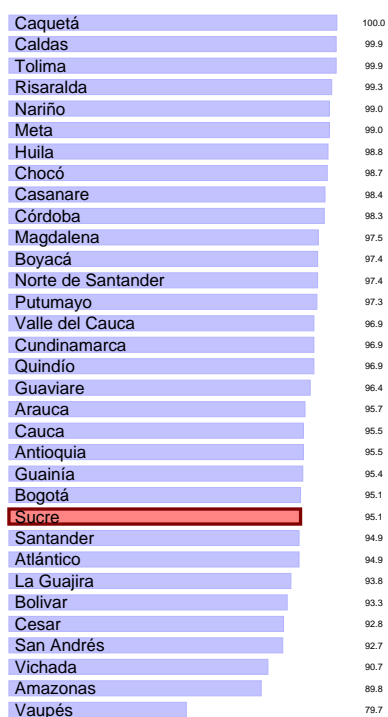 Caquetá 100.0
Caldas 99.9
Tolima 99.9
Risaralda 99.3
Nariño 99.0
Meta 99.0
Huila 98.8
Chocó 98.7
Casanare 98.4
Córdoba 98.3
Magdalena 97.5
Boyacá 97.4
Norte de Santander 97.4
Putumayo 97.3
Valle del Cauca 96.9
Cundinamarca 96.9
Quindío 96.9
Guaviare 96.4
Arauca 95.7
Cauca 95.5
Antioquia 95.5
Guainía 95.4
Bogotá 95.1
Sucre 95.1
Santander 94.9
Atlántico 94.9
La Guajira 93.8
Bolivar 93.3
Cesar 92.8
San Andrés 92.7
Vichada 90.7
Amazonas 89.8
Vaupés 79.7